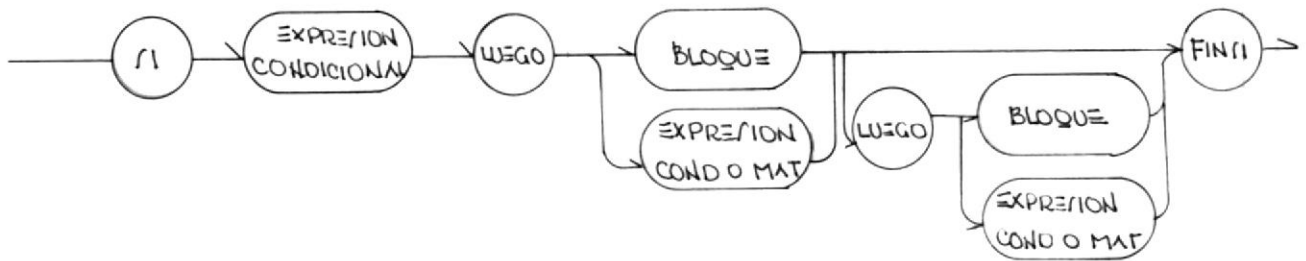 SI
EXPRESION
CONDICIONAL
LUEGO
BLOQUE
EXPRESION
COND O MAT
LUEGO
BLOQUE
EXPRESION
COND O MAT
FINSI